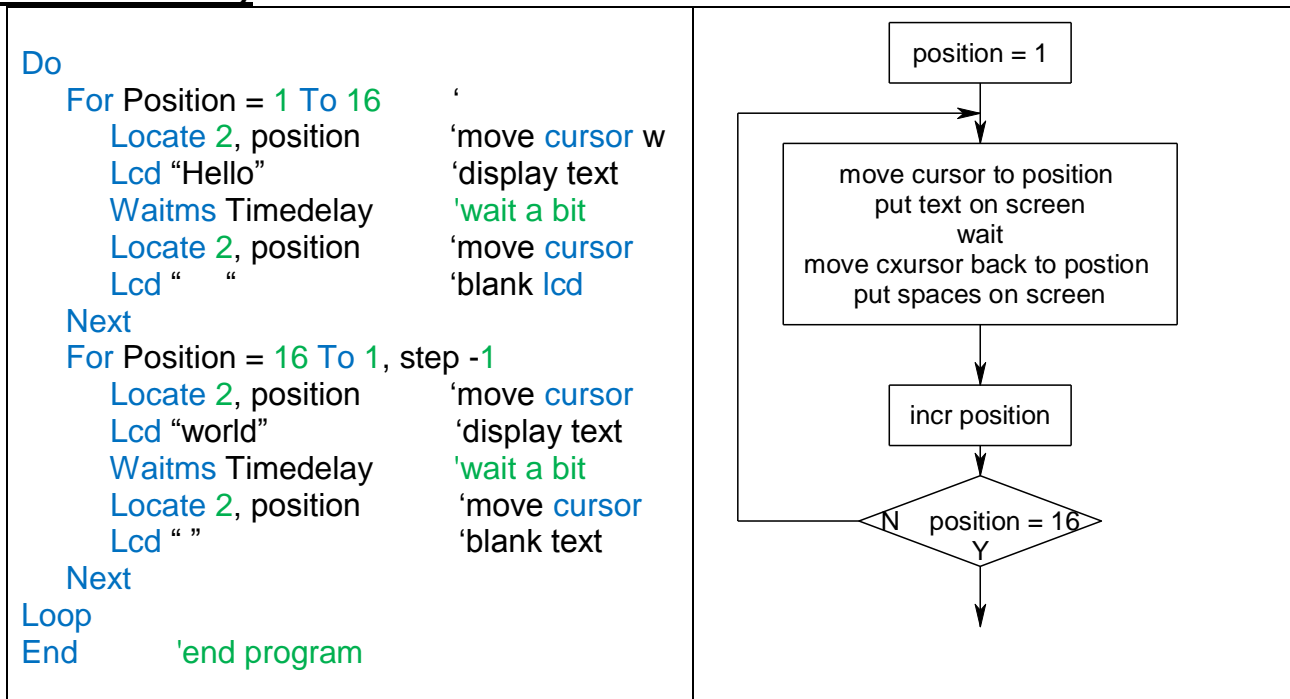 Do
For Position = 1 To 16 ‘
Locate 2, position ‘move cursor w
Lcd “Hello” ‘display text
Waitms Timedelay 'wait a bit
Locate 2, position ‘move cursor
Lcd “ “ ‘blank lcd
Next
For Position = 16 To 1, step -1
Locate 2, position ‘move cursor
Lcd “world” ‘display text
Waitms Timedelay 'wait a bit
Locate 2, position ‘move cursor
Lcd “ ” ‘blank text
Next
Loop
End 'end program
position = 1
move cursor to position
put text on screen
wait
move cxursor back to postion
put spaces on screen
incr position
N position = 16
Y